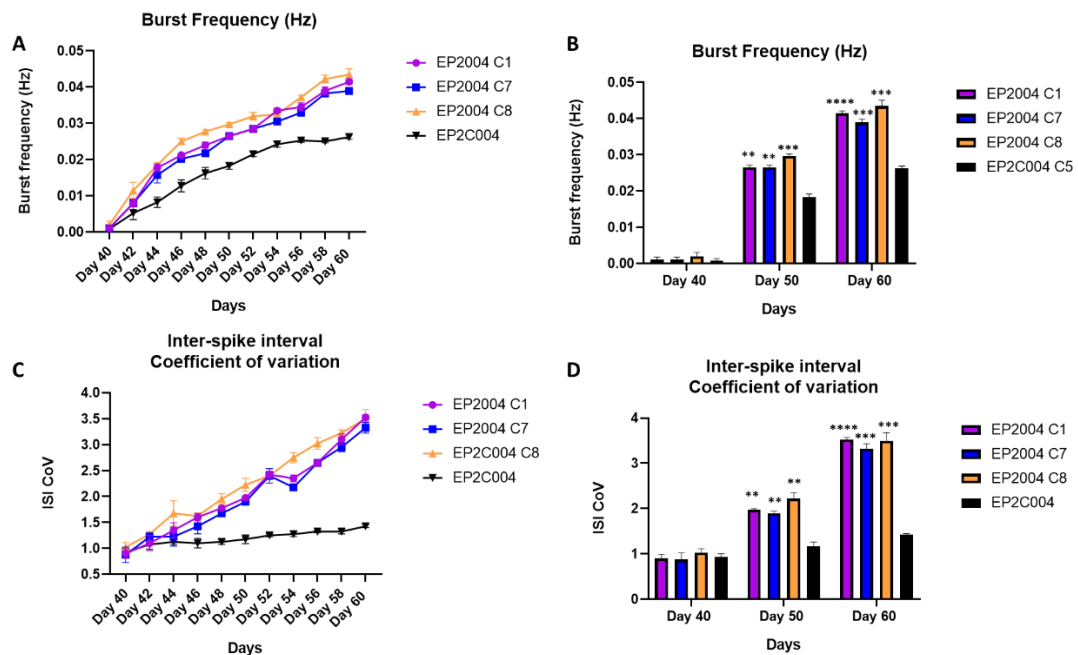 A
Burst Frequency (Hz)
Burst frequency (Hz)
0.05
0.04
0.03
0.02
0.01
0.00
Day 40
Day 42
Day 44
Day 46
Day 48
Day 50
Day 52
Day 54
Day 56
Day 58
Day 60
Days
EP2004 C1
EP2004 C7
EP2004 C8
EP2C004
B
Burst Frequency (Hz)
Burst frequency (Hz)
0.05
0.04
0.03
0.02
0.01
0.00
** ** ***
**** *** ***
Day 40 Day 50 Day 60
Days
EP2004 C1
EP2004 C7
EP2004 C8
EP2C004 C5
C
Inter-spike interval
Coefficient of variation
ISI CoV
4.0
3.5
3.0
2.5
2.0
1.5
1.0
0.5
Day 40
Day 42
Day 44
Day 46
Day 48
Day 50
Day 52
Day 54
Day 56
Day 58
Day 60
Days
EP2004 C1
EP2004 C7
EP2C004 C8
EP2C004
D
Inter-spike interval
Coefficient of variation
ISI CoV
4
3
2
1
0
** ** **
**** *** ***
Day 40 Day 50 Day 60
Days
EP2004 C1
EP2004 C7
EP2004 C8
EP2C004